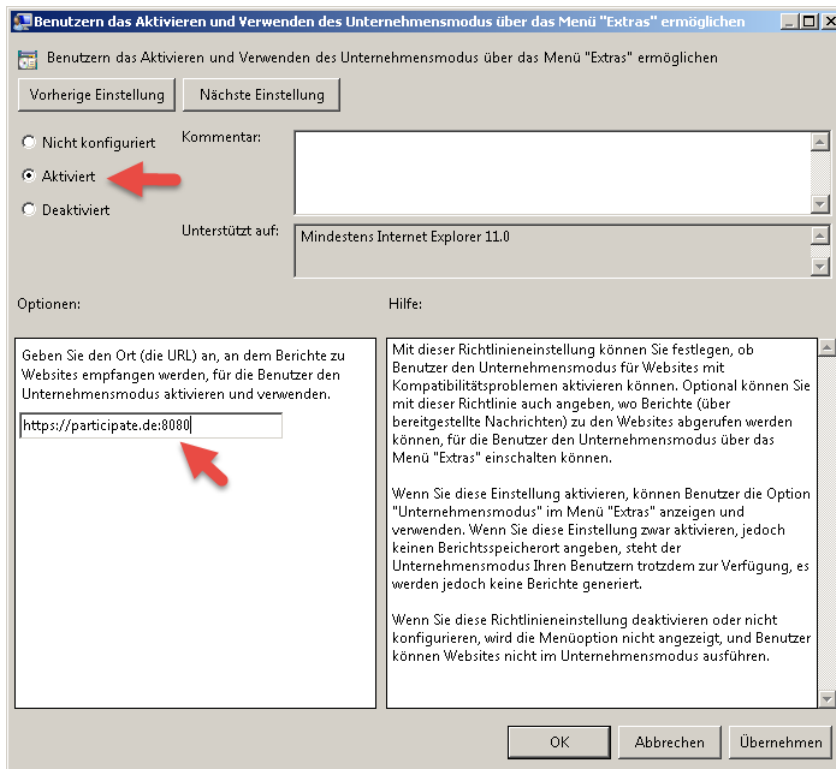 Benutzern das Aktivieren und Verwenden des Unternehmensmodus über das Menü "Extras" ermöglichen
Benutzern das Aktivieren und Verwenden des Unternehmensmodus über das Menü "Extras" ermöglichen
Vorherige Einstellung
Nächste Einstellung
Nicht konfiguriert
Kommentar:
Aktiviert
Deaktiviert
Unterstützt auf:
Mindestens Internet Explorer 11.0
Optionen:
Hilfe:
Geben Sie den Ort (die URL) an, an dem Berichte zu
Websites empfangen werden, für die Benutzer den
Unternehmensmodus aktivieren und verwenden.
https://participate.de:8080
Mit dieser Richtlinieneinstellung können Sie festlegen, ob
Benutzer den Unternehmensmodus für Websites mit
Kompatibilitätsproblemen aktivieren können. Optional können Sie
mit dieser Richtlinie auch angeben, wo Berichte (über
bereitgestellte Nachrichten) zu den Websites abgerufen werden
können, für die Benutzer den Unternehmensmodus über das
Menü "Extras" einschalten können.
Wenn Sie diese Einstellung aktivieren, können Benutzer die Option
"Unternehmensmodus" im Menü "Extras" anzeigen und
verwenden. Wenn Sie diese Einstellung zwar aktivieren, jedoch
keinen Berichtsspeicherort angeben, steht der
Unternehmensmodus Ihren Benutzern trotzdem zur Verfügung, es
werden jedoch keine Berichte generiert.
Wenn Sie diese Richtlinieneinstellung deaktivieren oder nicht
konfigurieren, wird die Menüoption nicht angezeigt, und Benutzer
können Websites nicht im Unternehmensmodus ausführen.
OK
Abbrechen
Übernehmen